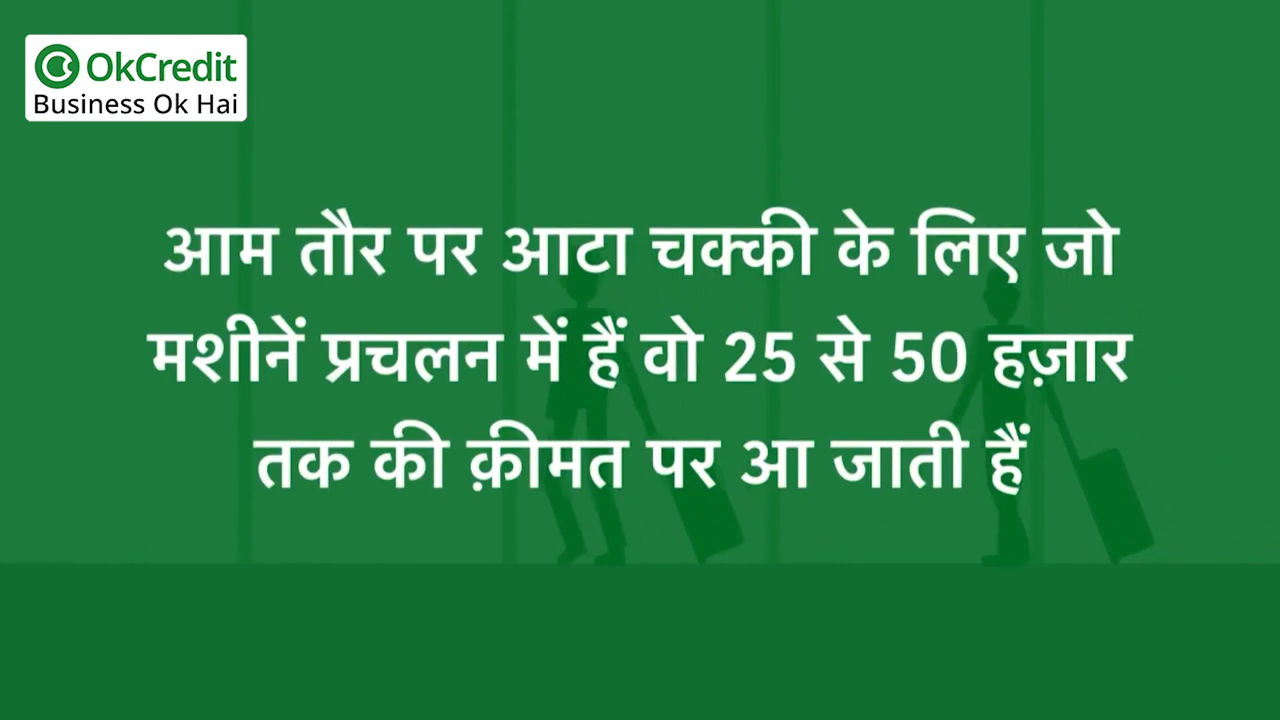 OkCredit
Business Ok Hai
आम तौर पर आटा चक्की के लिए जो
मशीनें प्रचलन में हैं वो 25 से 50 हज़ार
तक की क़ीमत पर आ जाती हैं